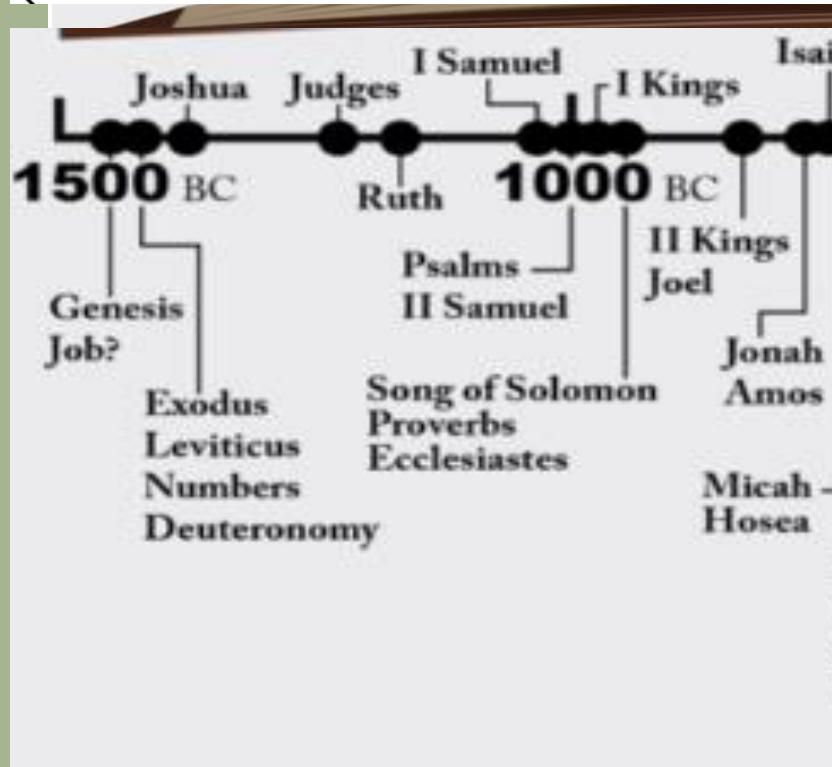 Isai
I Samuel
Joshua Judges I Kings
1500 BC 1000 BC
Ruth
Psalms
II Samuel
II Kings
Joel
Genesis
Job?
Jonah
Amos
Exodus
Leviticus
Numbers
Deuteronomy
Song of Solomon
Proverbs
Ecclesiastes
Micah -
Hosea